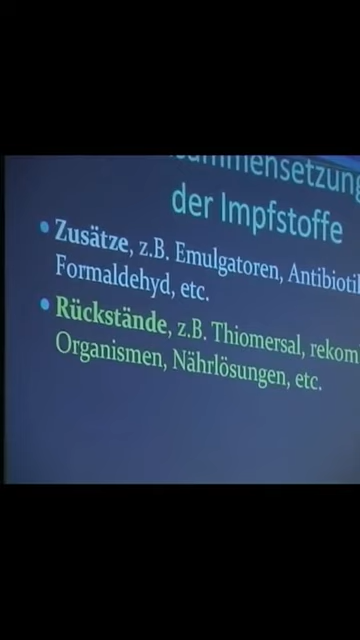 der Impfstoffe
• Zusätze, z.B. Emulgatoren,
Formaldehyd, etc.
• Rückstände, z.B. Thiomersal,
Organismen, Nährlösungen, etc.